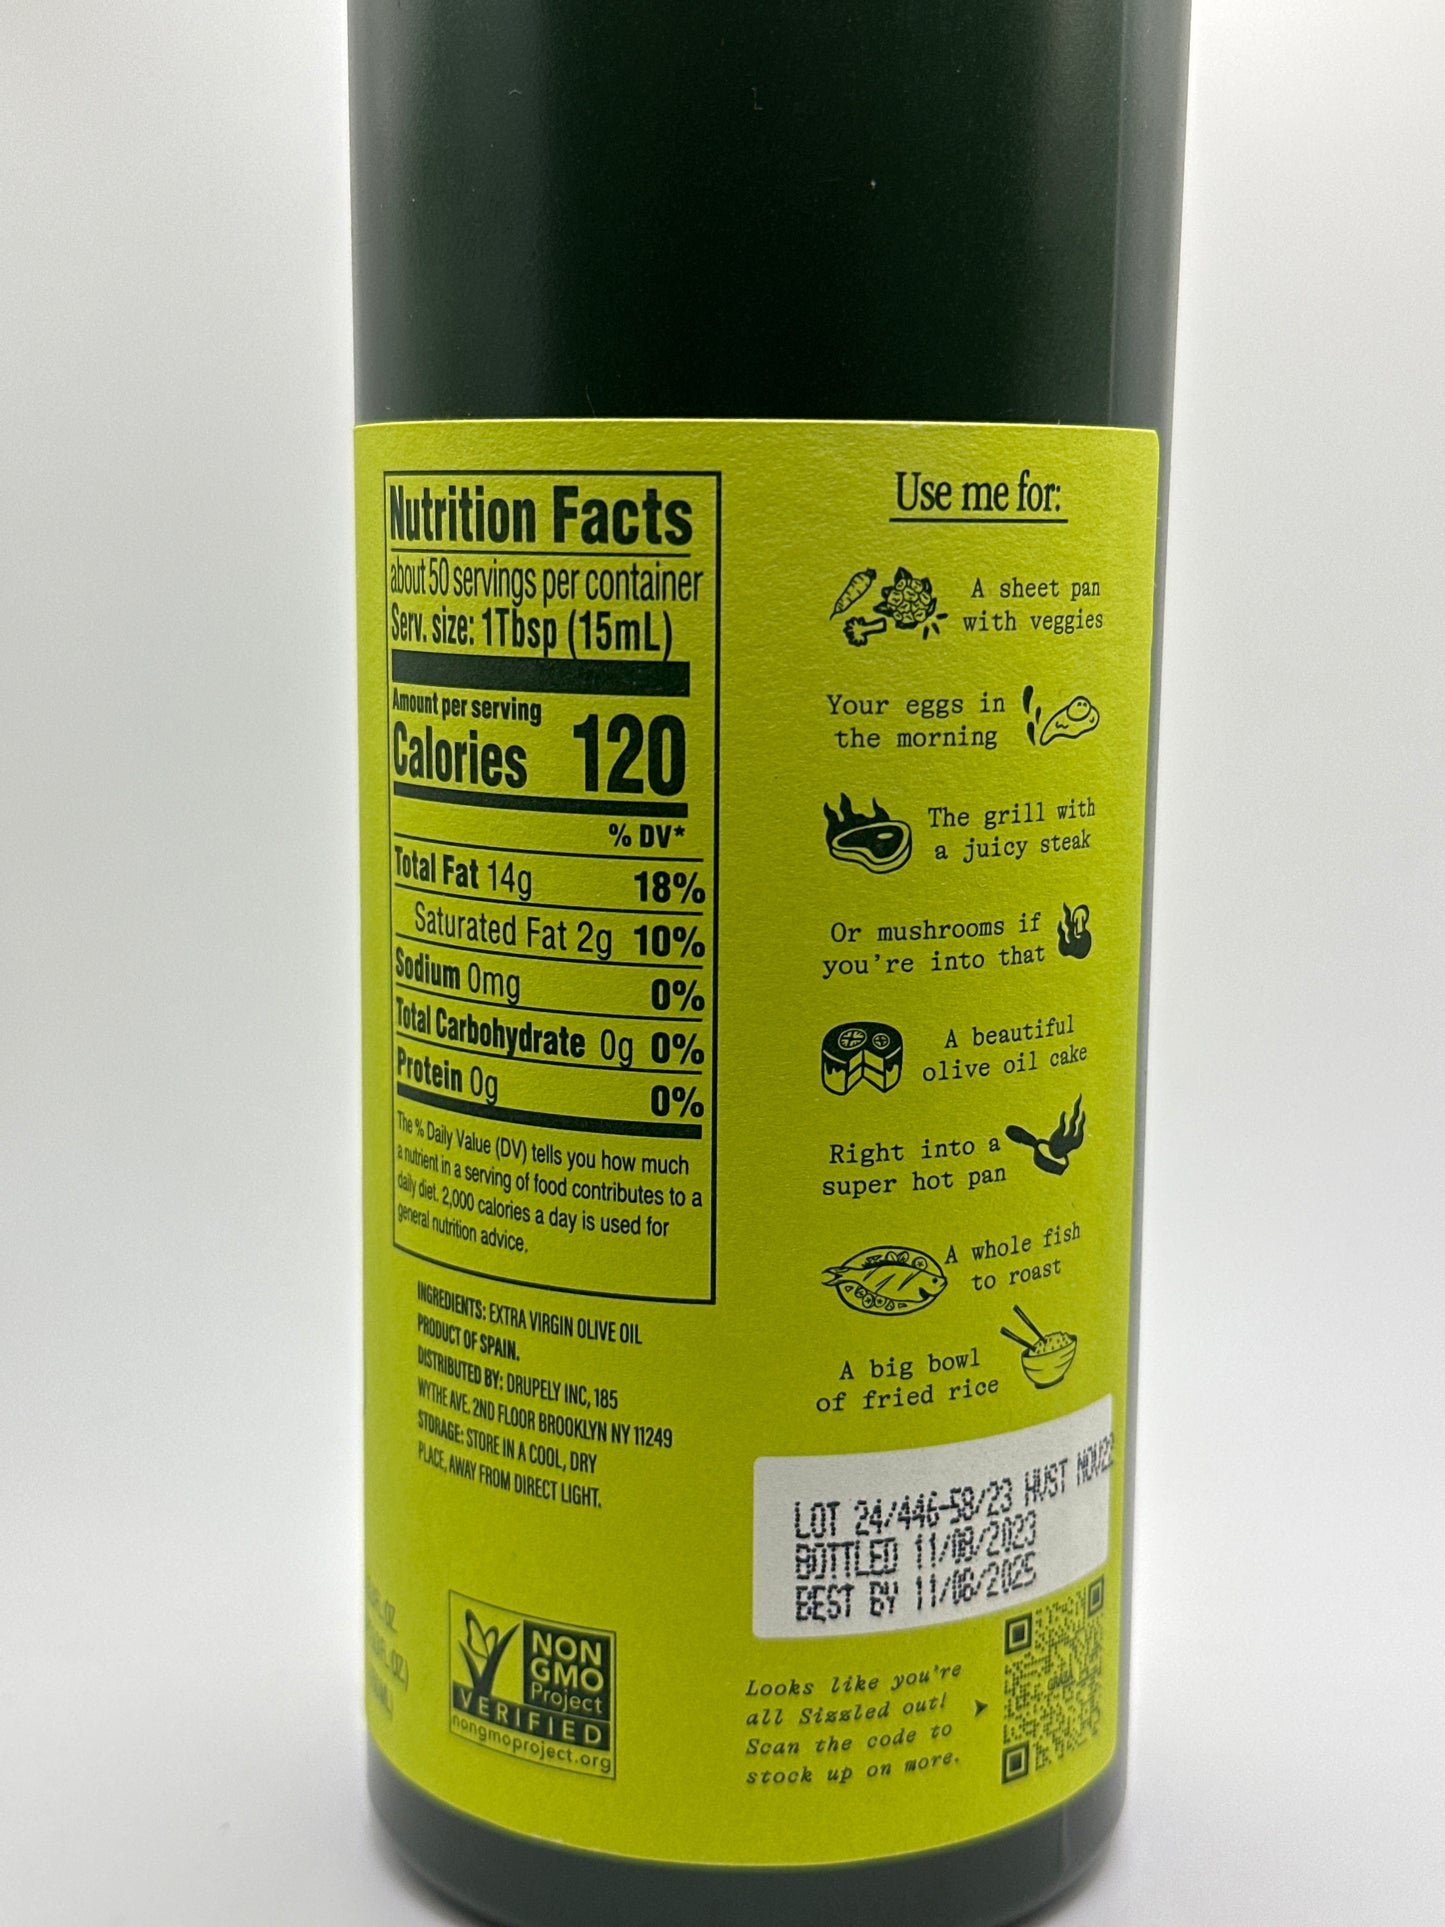 Nutrition Facts
about 50 servings per container
Serv. size: 1Tbsp (15mL)
Amount per serving
Calories 120
% DV*
Total Fat 14g 18%
Saturated Fat 2g 10%
Sodium 0mg 0%
Total Carbohydrate 0g 0%
Protein 0g 0%
The % Daily Value (DV) tells you how much
a nutrient in a serving of food contributes to a
daily diet. 2,000 calories a day is used for
general nutrition advice.
INGREDIENTS: EXTRA VIRGIN OLIVE OIL
PRODUCT OF SPAIN.
DISTRIBUTED BY: DRUPELY INC, 185
WYTHE AVE. 2ND FLOOR BROOKLYN NY 11249
STORAGE: STORE IN A COOL, DRY
PLACE, AWAY FROM DIRECT LIGHT.
NON
GMO
Project
VERIFIED
nongmoproject.org
Use me for:
A sheet pan
with veggies
Your eggs in
the morning
The grill with
a juicy steak
Or mushrooms if
you're into that
A beautiful
olive oil cake
Right into a
super hot pan
A whole fish
to roast
A big bowl
of fried rice
LOT 24/446-58/23 HVST NOV22
BOTTLED 11/08/2023
BEST BY 11/08/2025
Looks like you're
all Sizzled out!
Scan the code to
stock up on more.